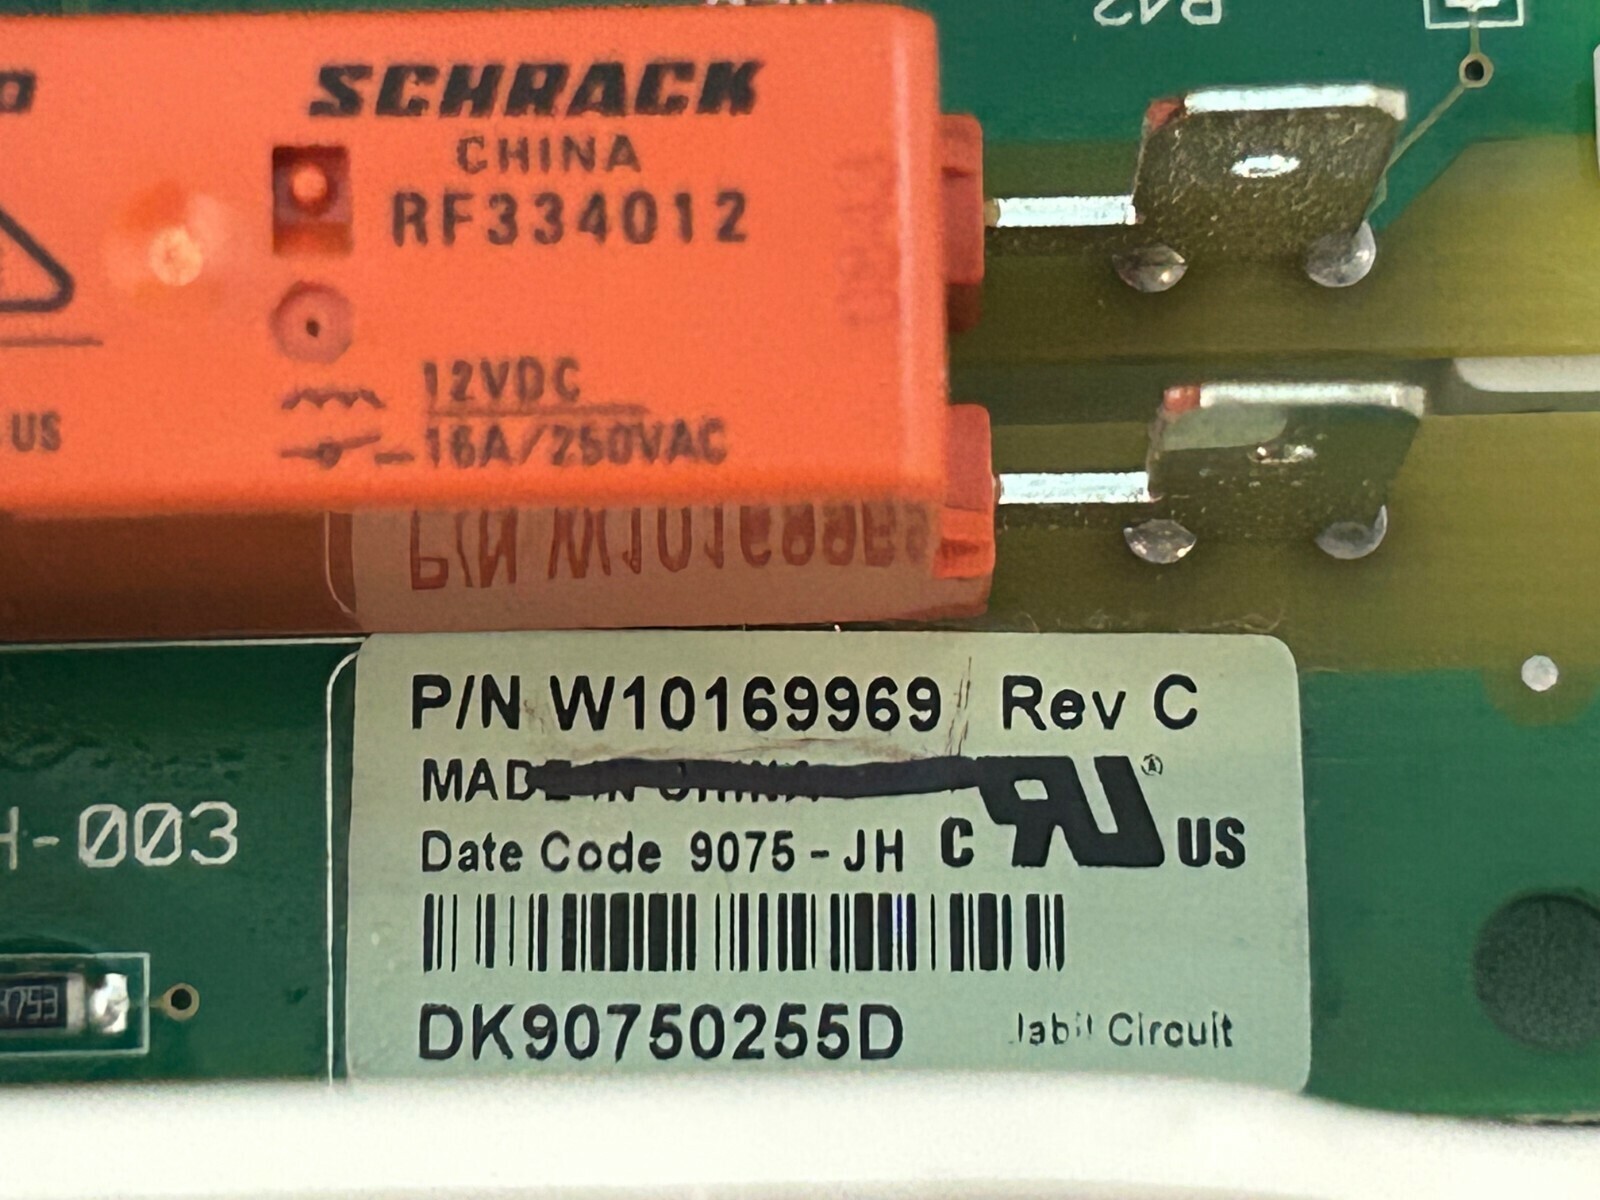 R42
SCHRACK
CHINA
RF334012
12VDC
16A/250VAC
US
P/N W10169969 Rev C
MADE IN CHINA
Date Code 9075-JH C US
H-003
DK90750255D
Jabil Circuit